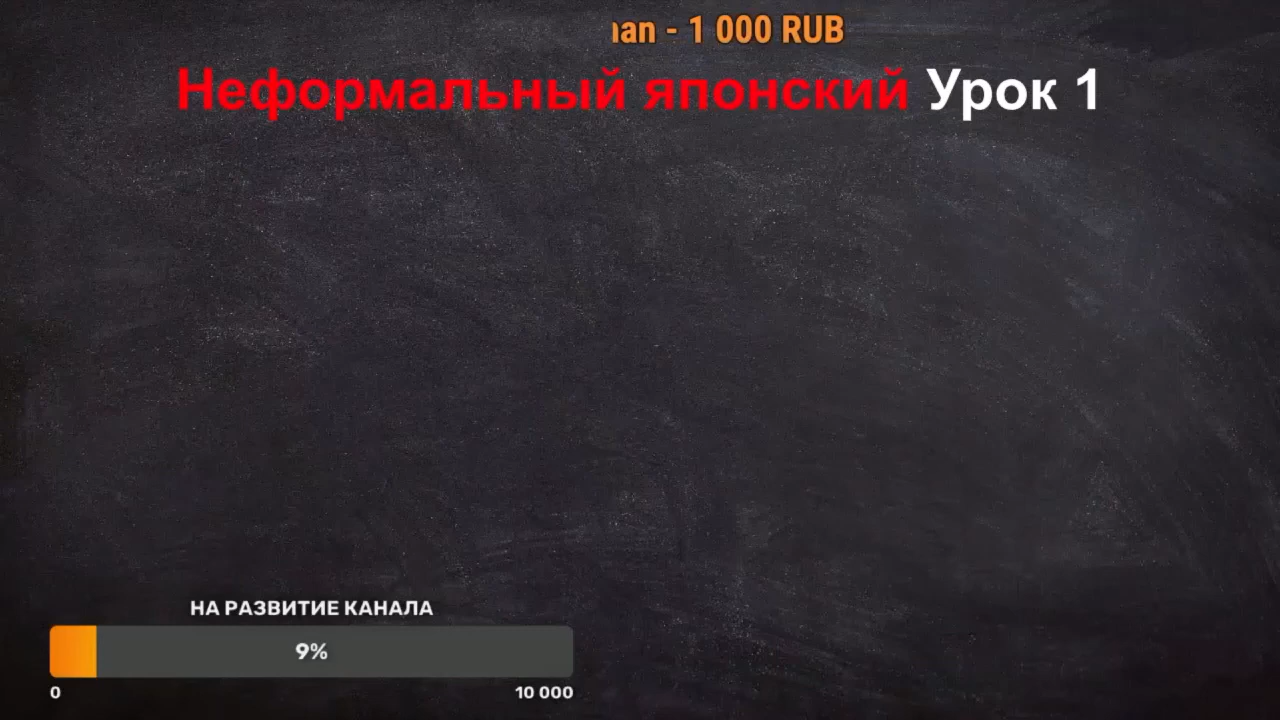 - 1 000 RUB
Неформальный японский Урок 1
НА РАЗВИТИЕ КАНАЛА
9%
0 10 000